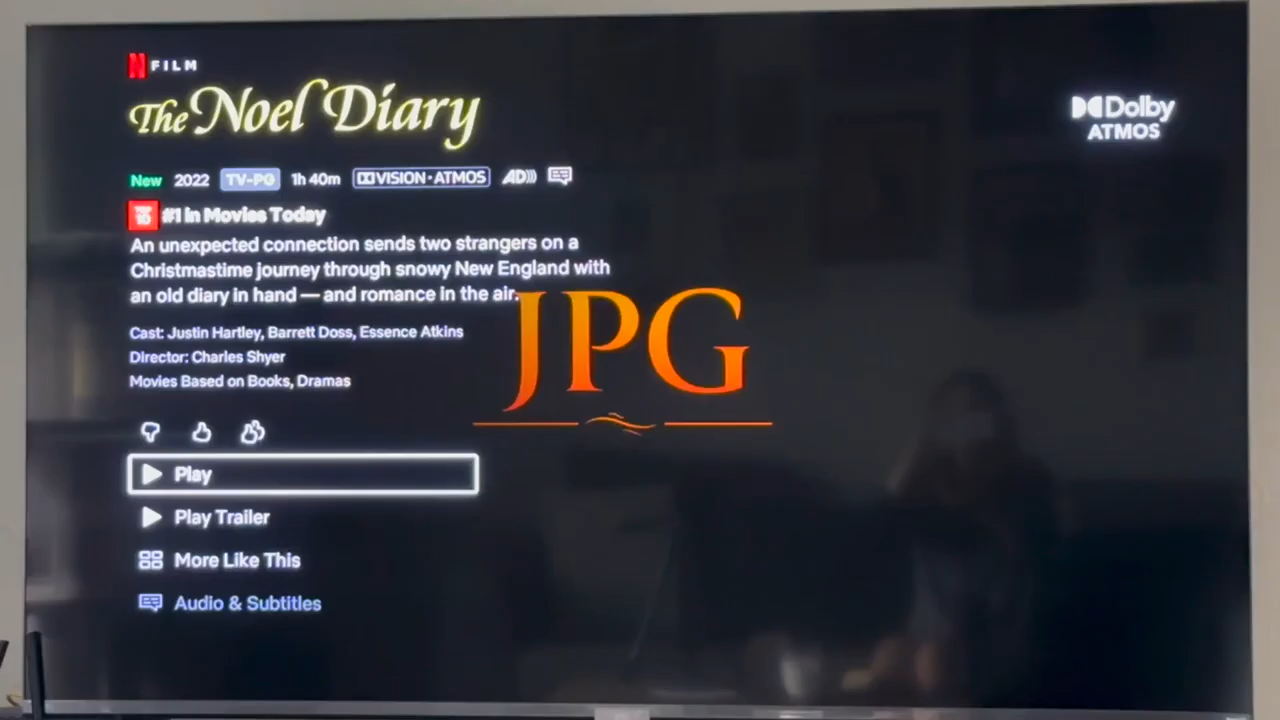 N FILM
The Noel Diary
Dolby
ATMOS
New 2022 TV-PG 1h 40m VISION·ATMOS AD
TOP 10 #1 in Movies Today
An unexpected connection sends two strangers on a
Christmastime journey through snowy New England with
an old diary in hand — and romance in the air.
JPG
Cast: Justin Hartley, Barrett Doss, Essence Atkins
Director: Charles Shyer
Movies Based on Books, Dramas
Play
Play Trailer
More Like This
Audio & Subtitles